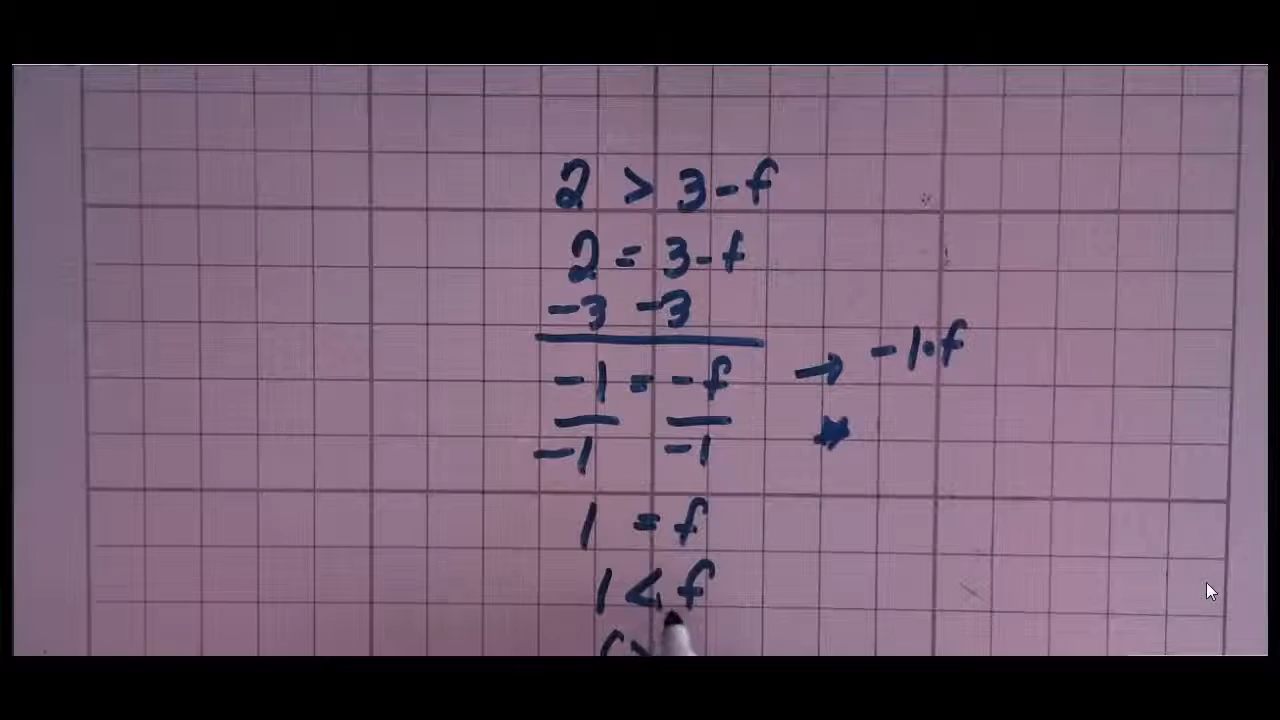 2 > 3 - f
2 = 3 - f
-3 -3
-1 = -f → -1·f
-1 -1
1 = f
1 < f